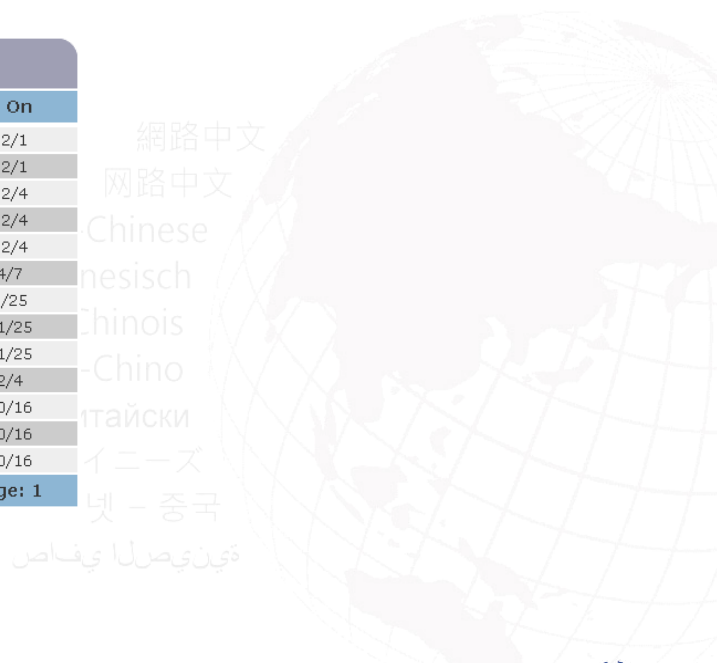 On
2/1
2/1
2/4
2/4
2/4
4/7
/25
1/25
1/25
2/4
0/16
0/16
0/16
ge: 1
網路中文
网路中文
-Chinese
nesisch
Chinois
-Chino
итайски
イニーズ
넷 – 중국
ةينيصلا يفاص